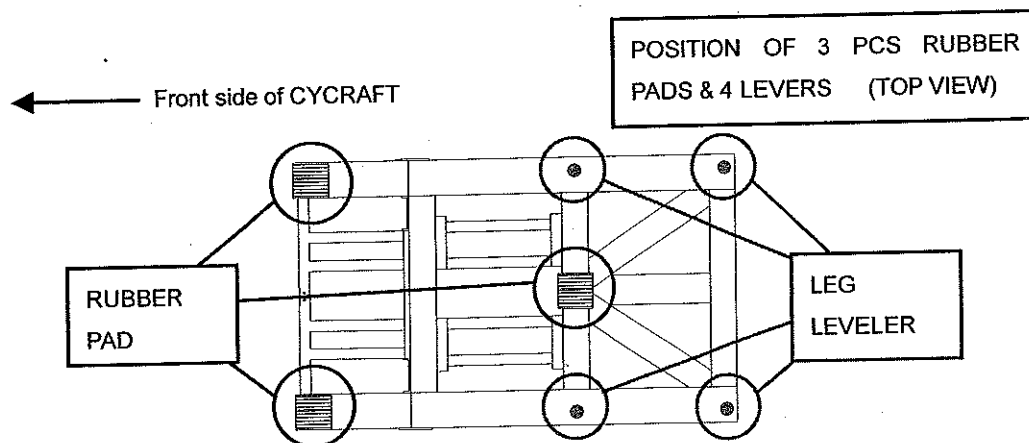 POSITION OF 3 PCS RUBBER
PADS & 4 LEVERS (TOP VIEW)
Front side of CYCRAFT
RUBBER
PAD
LEG
LEVELER